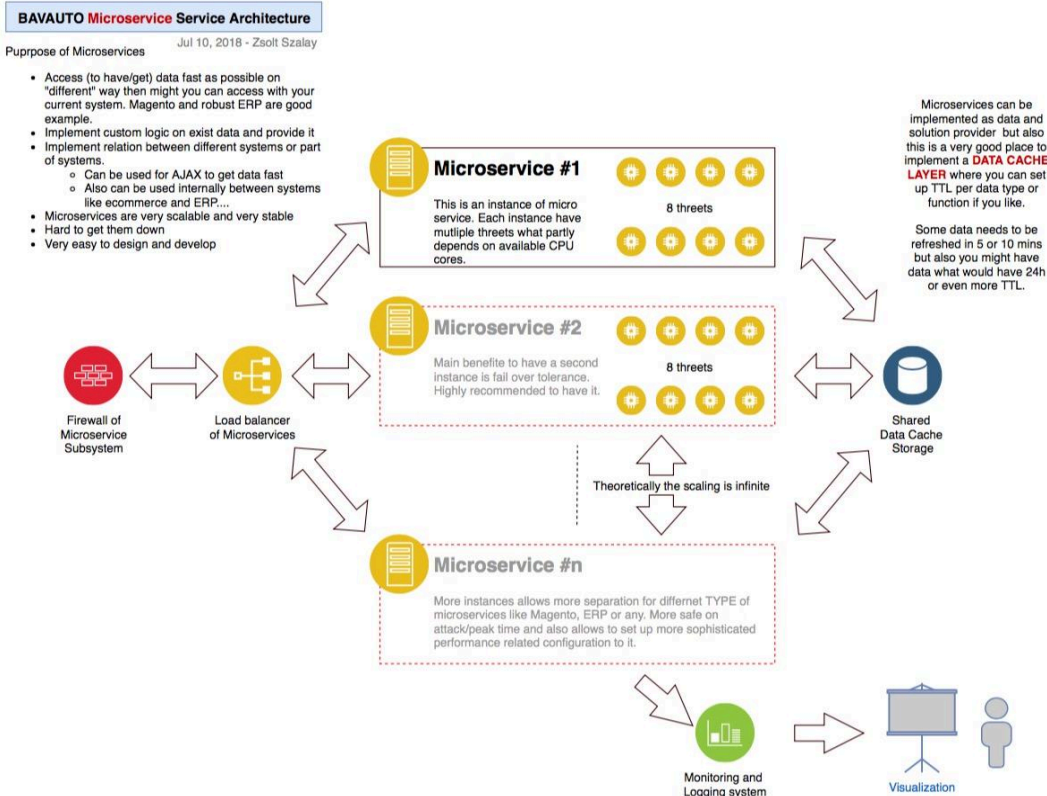 BAVAUTO Microservice Service Architecture
Jul 10, 2018 - Zsolt Szalay
Puprpose of Microservices
• Access (to have/get) data fast as possible on
"different" way then might you can access with your
current system. Magento and robust ERP are good
example.
• Implement custom logic on exist data and provide it
• Implement relation between different systems or part
of systems.
○ Can be used for AJAX to get data fast
○ Also can be used internally between systems
like ecommerce and ERP....
• Microservices are very scalable and very stable
• Hard to get them down
• Very easy to design and develop
Microservice #1
This is an instance of micro
service. Each instance have
mutliple threets what partly
depends on available CPU
cores.
8 threets
Microservices can be
implemented as data and
solution provider but also
this is a very good place to
implement a DATA CACHE
LAYER where you can set
up TTL per data type or
function if you like.
Some data needs to be
refreshed in 5 or 10 mins
but also you might have
data what would have 24h
or even more TTL.
Microservice #2
Main benefite to have a second
instance is fail over tolerance.
Highly recommended to have it.
8 threets
Firewall of
Microservice
Subsystem
Load balancer
of Microservices
Shared
Data Cache
Storage
Theoretically the scaling is infinite
Microservice #n
More instances allows more separation for differnet TYPE of
microservices like Magento, ERP or any. More safe on
attack/peak time and also allows to set up more sophisticated
performance related configuration to it.
Monitoring and
Logging system
Visualization